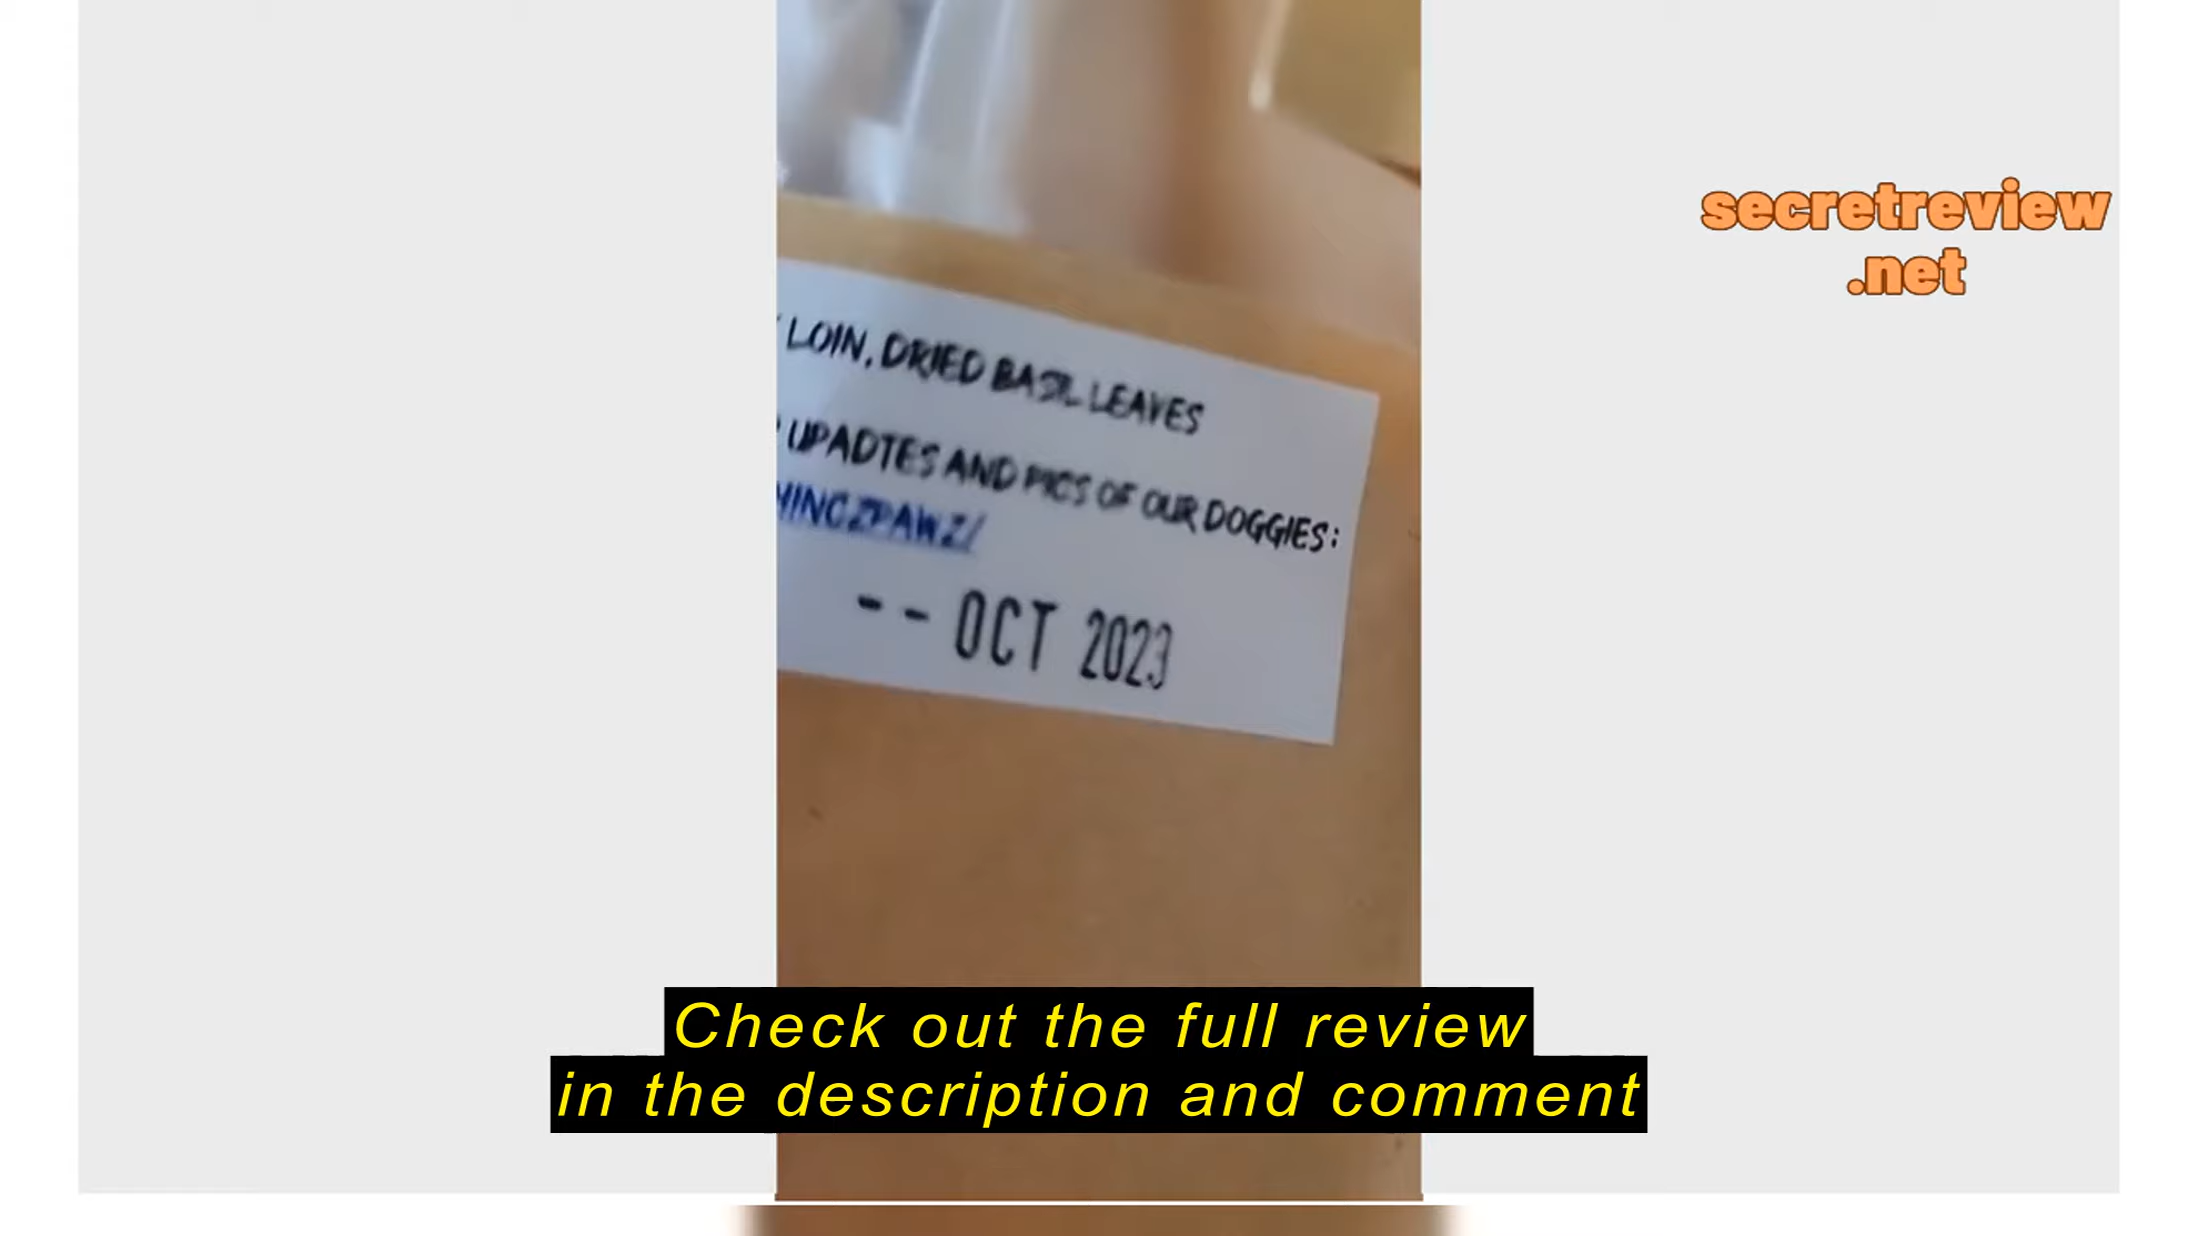 secretreview
.net
LOIN, DRIED BASIL LEAVES
UPADTES AND PICS OF OUR DOGGIES:
-- OCT 2023
Check out the full review
in the description and comment